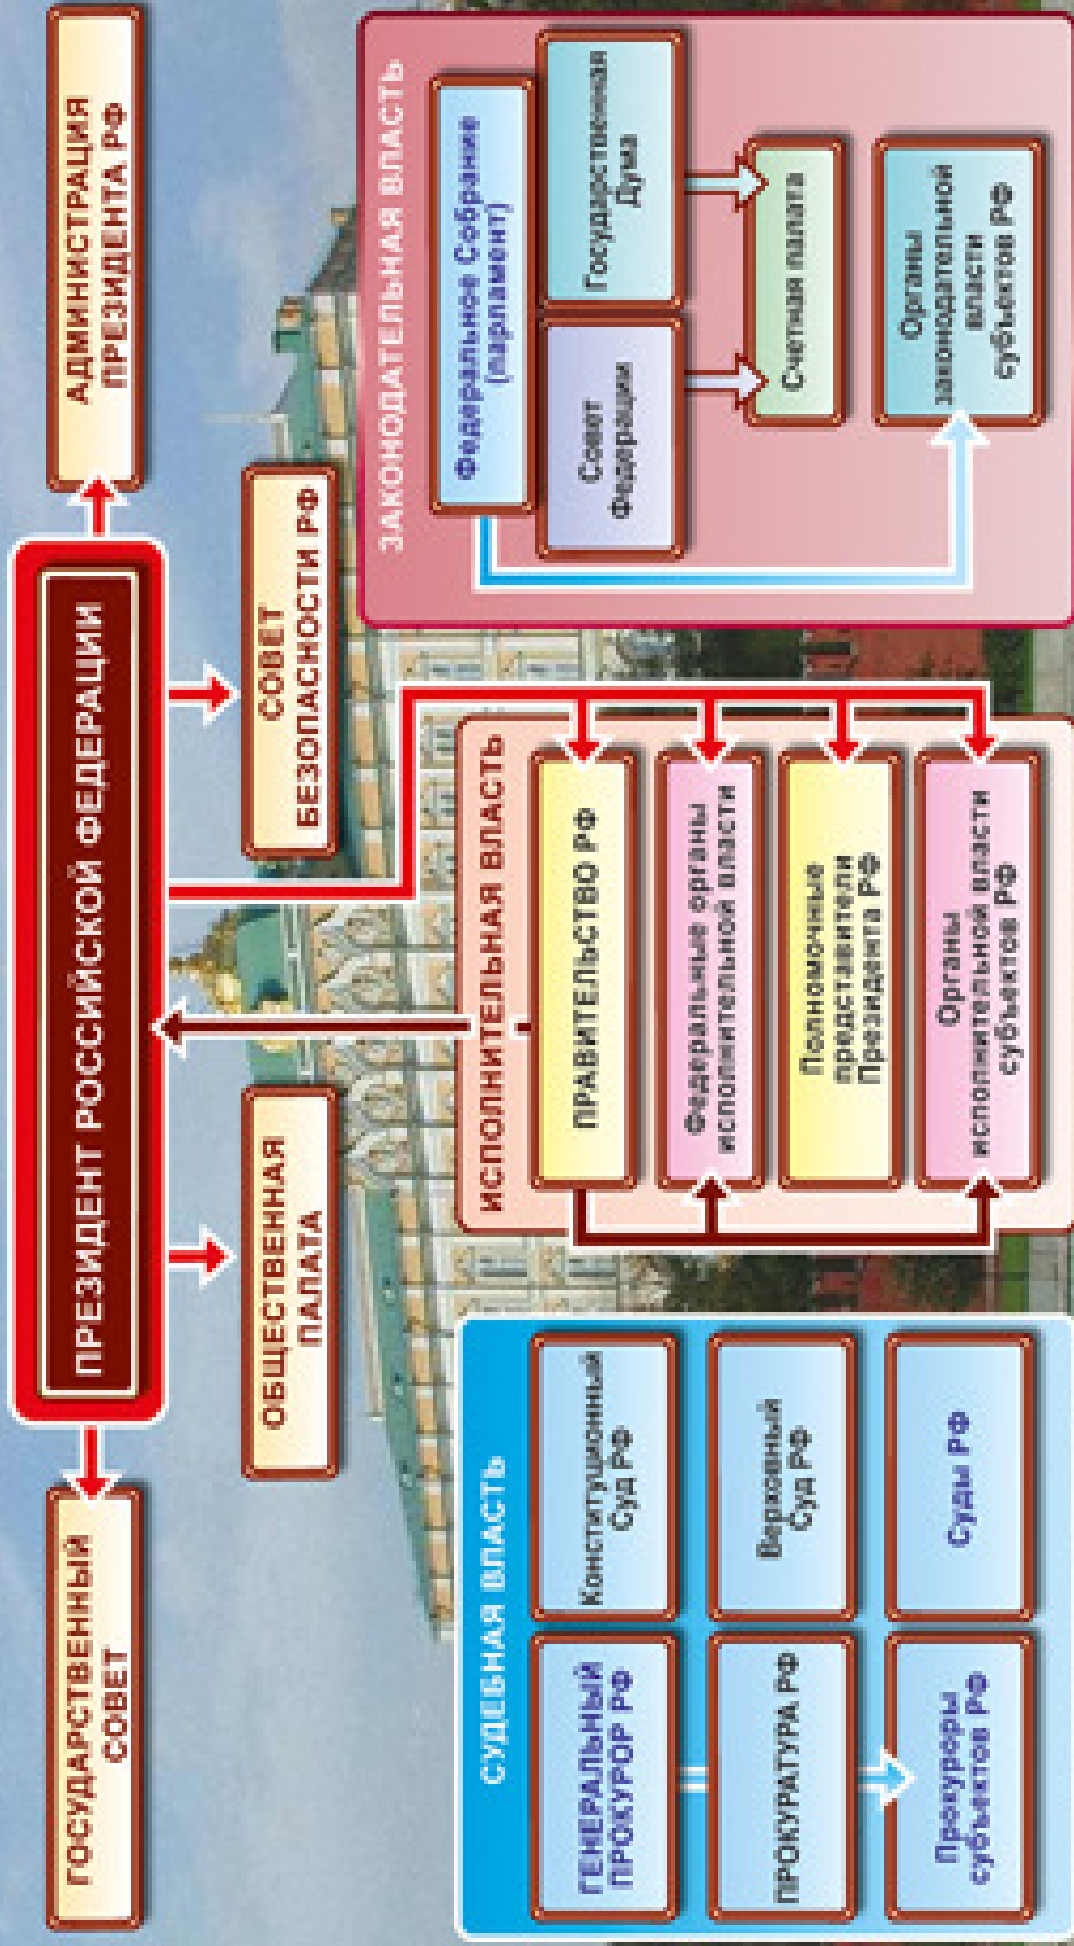 ПРЕЗИДЕНТ РОССИЙСКОЙ ФЕДЕРАЦИИ
ГОСУДАРСТВЕННЫЙ
СОВЕТ
АДМИНИСТРАЦИЯ
ПРЕЗИДЕНТА РФ
ОБЩЕСТВЕННАЯ
ПАЛАТА
СОВЕТ
БЕЗОПАСНОСТИ РФ
СУДЕБНАЯ ВЛАСТЬ
ГЕНЕРАЛЬНЫЙ
ПРОКУРОР РФ
Конституционный
Суд РФ
ПРОКУРАТУРА РФ
Верховный
Суд РФ
Прокуроры
субъектов РФ
Суды РФ
ИСПОЛНИТЕЛЬНАЯ ВЛАСТЬ
ПРАВИТЕЛЬСТВО РФ
Федеральные органы
исполнительной власти
Полномочные
представители
Президента РФ
Органы
исполнительной власти
субъектов РФ
ЗАКОНОДАТЕЛЬНАЯ ВЛАСТЬ
Федеральное Собрание
(парламент)
Совет
Федерации
Государственная
Дума
Счетная палата
Органы
законодательной
власти
субъектов РФ